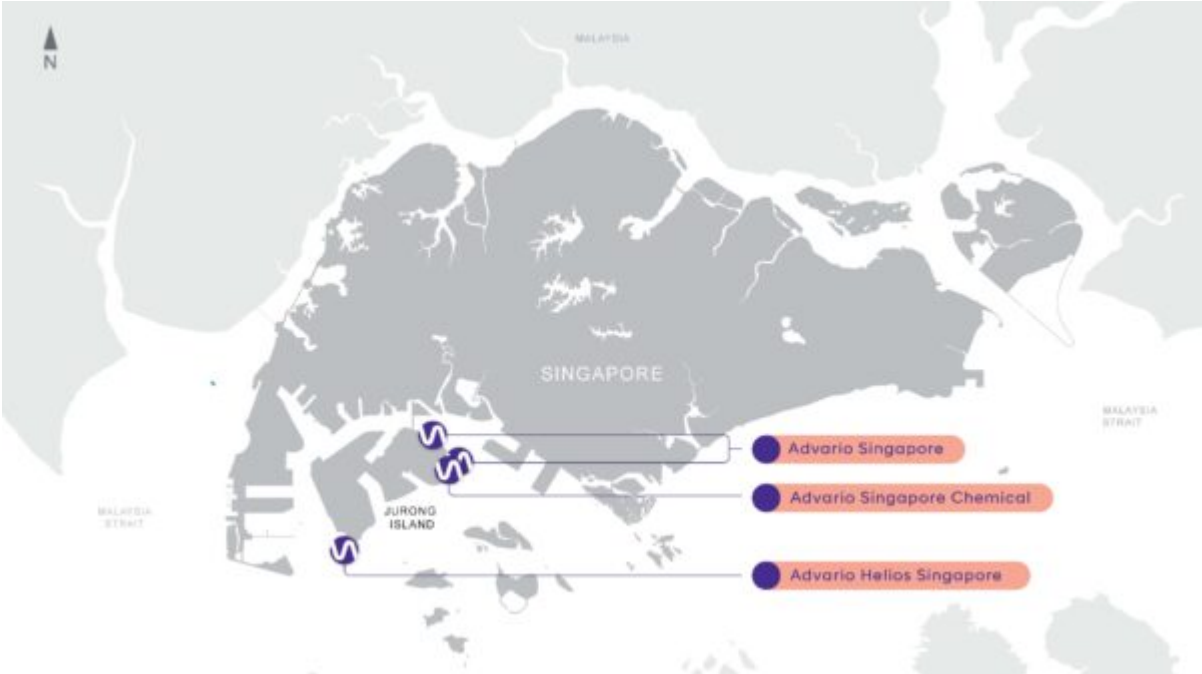 N
MALAYSIA
SINGAPORE
MALAYSIA
STRAIT
Advario Singapore
Advario Singapore Chemical
JURONG
ISLAND
MALAYSIA
STRAIT
Advario Helios Singapore